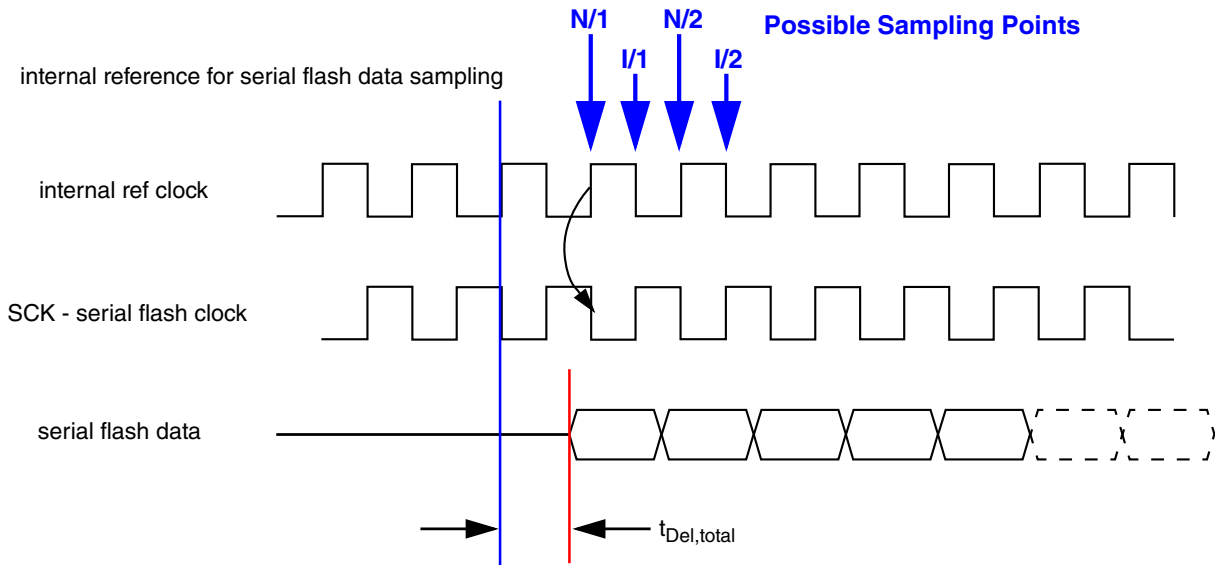 N/1 N/2 Possible Sampling Points
I/1 I/2
internal reference for serial flash data sampling
internal ref clock
SCK - serial flash clock
serial flash data
tDel,total